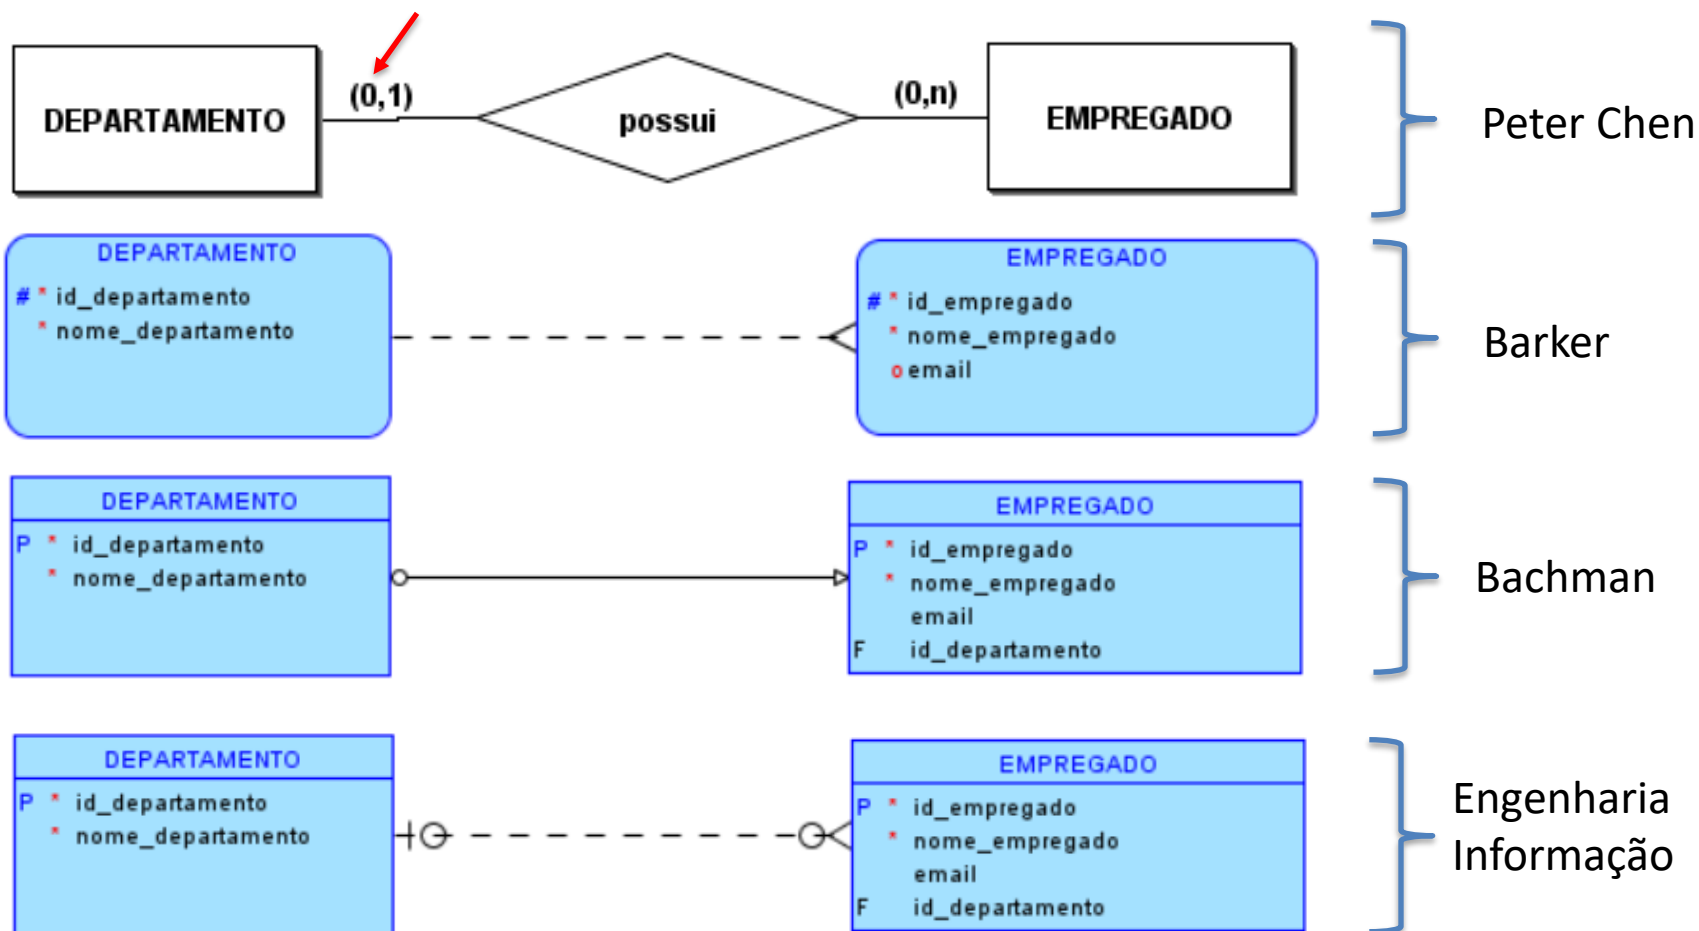 DEPARTAMENTO (0,1) possui (0,n) EMPREGADO
Peter Chen
DEPARTAMENTO
# * id_departamento
* nome_departamento
EMPREGADO
# * id_empregado
* nome_empregado
o email
Barker
DEPARTAMENTO
P * id_departamento
* nome_departamento
EMPREGADO
P * id_empregado
* nome_empregado
email
F id_departamento
Bachman
DEPARTAMENTO
P * id_departamento
* nome_departamento
EMPREGADO
P * id_empregado
* nome_empregado
email
F id_departamento
Engenharia
Informação